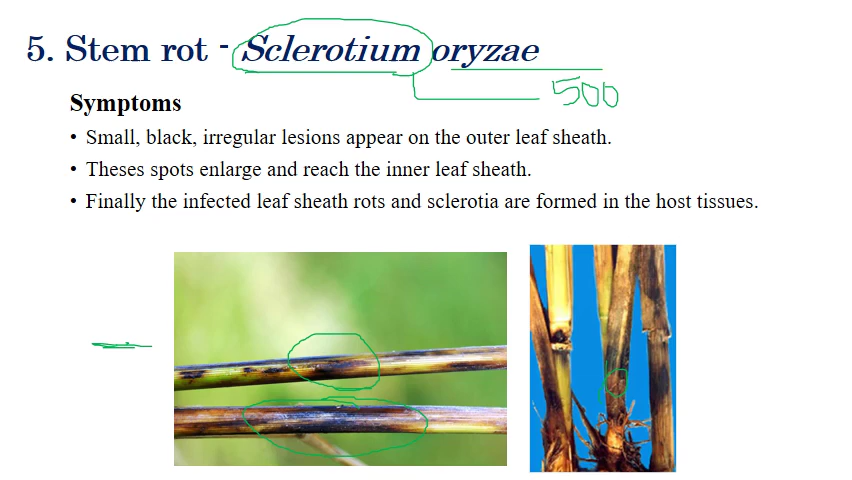 5. Stem rot - Sclerotium oryzae
500
Symptoms
• Small, black, irregular lesions appear on the outer leaf sheath.
• Theses spots enlarge and reach the inner leaf sheath.
• Finally the infected leaf sheath rots and sclerotia are formed in the host tissues.